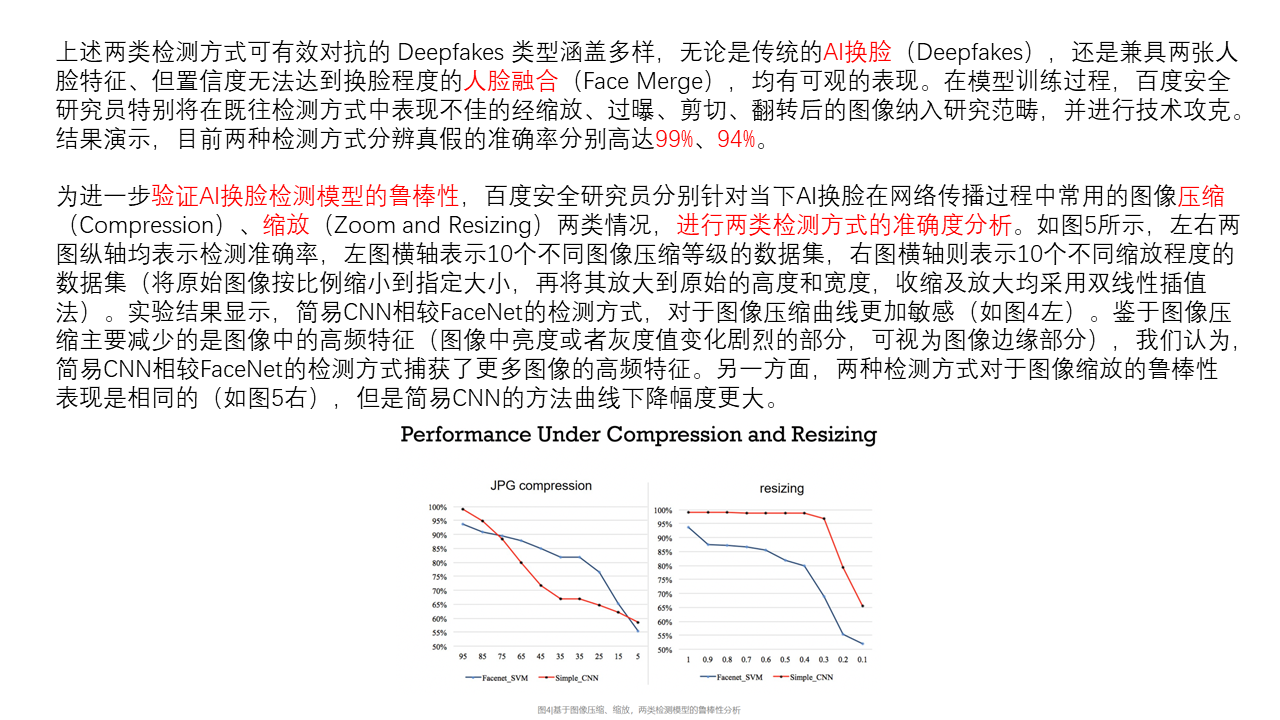 上述两类检测方式可有效对抗的 Deepfakes 类型涵盖多样，无论是传统的AI换脸（Deepfakes），还是兼具两张人
脸特征、但置信度无法达到换脸程度的人脸融合（Face Merge），均有可观的表现。在模型训练过程，百度安全
研究员特别将在既往检测方式中表现不佳的经缩放、过曝、剪切、翻转后的图像纳入研究范畴，并进行技术攻克。
结果演示，目前两种检测方式分辨真假的准确率分别高达99%、94%。
为进一步验证AI换脸检测模型的鲁棒性，百度安全研究员分别针对当下AI换脸在网络传播过程中常用的图像压缩
（Compression）、缩放（Zoom and Resizing）两类情况，进行两类检测方式的准确度分析。如图5所示，左右两
图纵轴均表示检测准确率，左图横轴表示10个不同图像压缩等级的数据集，右图横轴则表示10个不同缩放程度的
数据集（将原始图像按比例缩小到指定大小，再将其放大到原始的高度和宽度，收缩及放大均采用双线性插值
法）。实验结果显示，简易CNN相较FaceNet的检测方式，对于图像压缩曲线更加敏感（如图4左）。鉴于图像压
缩主要减少的是图像中的高频特征（图像中亮度或者灰度值变化剧烈的部分，可视为图像边缘部分），我们认为，
简易CNN相较FaceNet的检测方式捕获了更多图像的高频特征。另一方面，两种检测方式对于图像缩放的鲁棒性
表现是相同的（如图5右），但是简易CNN的方法曲线下降幅度更大。
Performance Under Compression and Resizing
JPG compression
100%
95%
90%
85%
80%
75%
70%
65%
60%
55%
50%
95 85 75 65 45 35 35 25 15 5
Facenet_SVM Simple_CNN
resizing
100%
95%
90%
85%
80%
75%
70%
65%
60%
55%
50%
1 0.9 0.8 0.7 0.6 0.5 0.4 0.3 0.2 0.1
Facenet_SVM Simple_CNN
图4|基于图像压缩、缩放，两类检测模型的鲁棒性分析